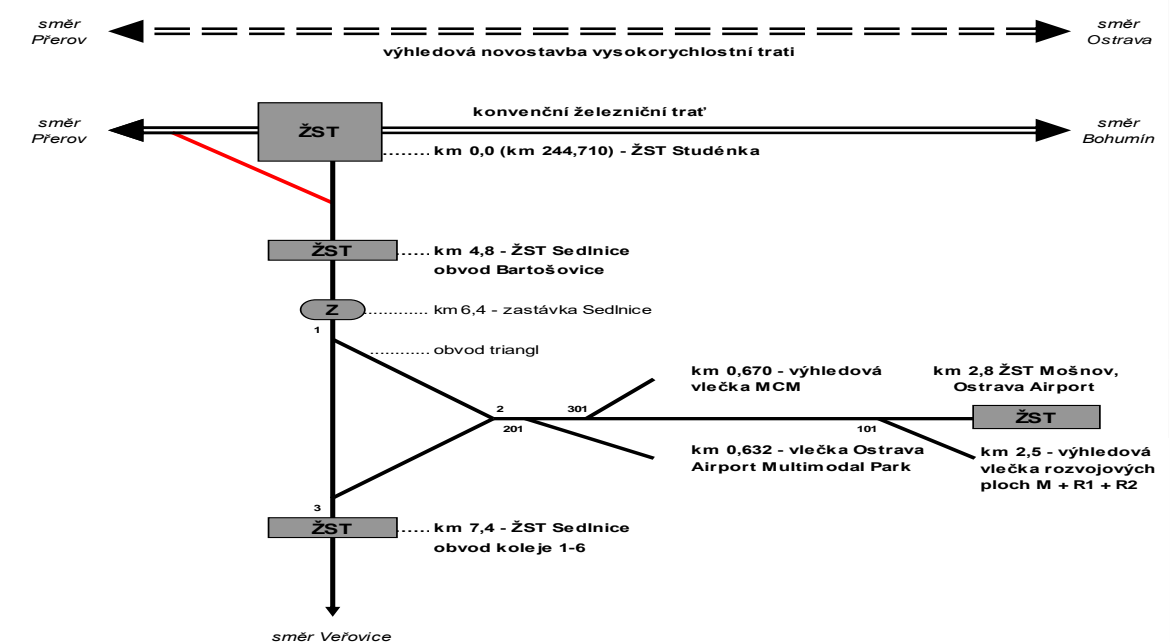 směr
Přerov
směr
Ostrava
výhledová novostavba vysokorychlostní trati
konvenční železniční trať
směr
Přerov
ŽST
směr
Bohumín
km 0,0 (km 244,710) - ŽST Studénka
ŽST
km 4,8 - ŽST Sedlnice
obvod Bartošovice
Z
km 6,4 - zastávka Sedlnice
1
obvod triangl
km 0,670 - výhledová
vlečka MCM
km 2,8 ŽST Mošnov,
Ostrava Airport
2
301
ŽST
201
101
km 0,632 - vlečka Ostrava
Airport Multimodal Park
km 2,5 - výhledová
vlečka rozvojových
ploch M + R1 + R2
3
ŽST
km 7,4 - ŽST Sedlnice
obvod koleje 1-6
směr Veřovice